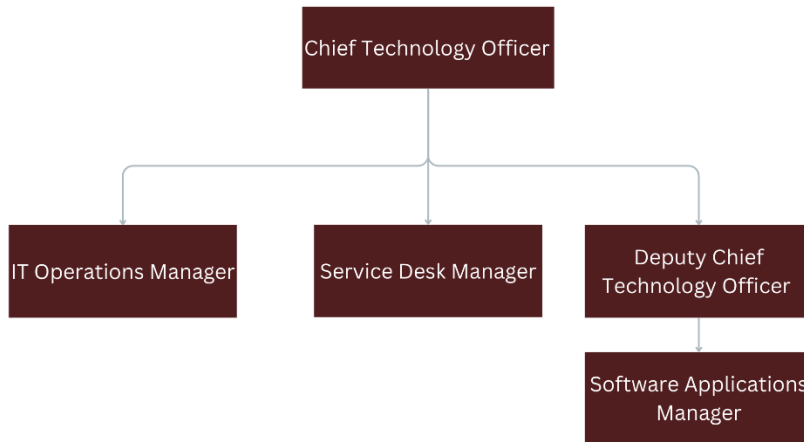 Chief Technology Officer
IT Operations Manager
Service Desk Manager
Deputy Chief
Technology Officer
Software Applications
Manager